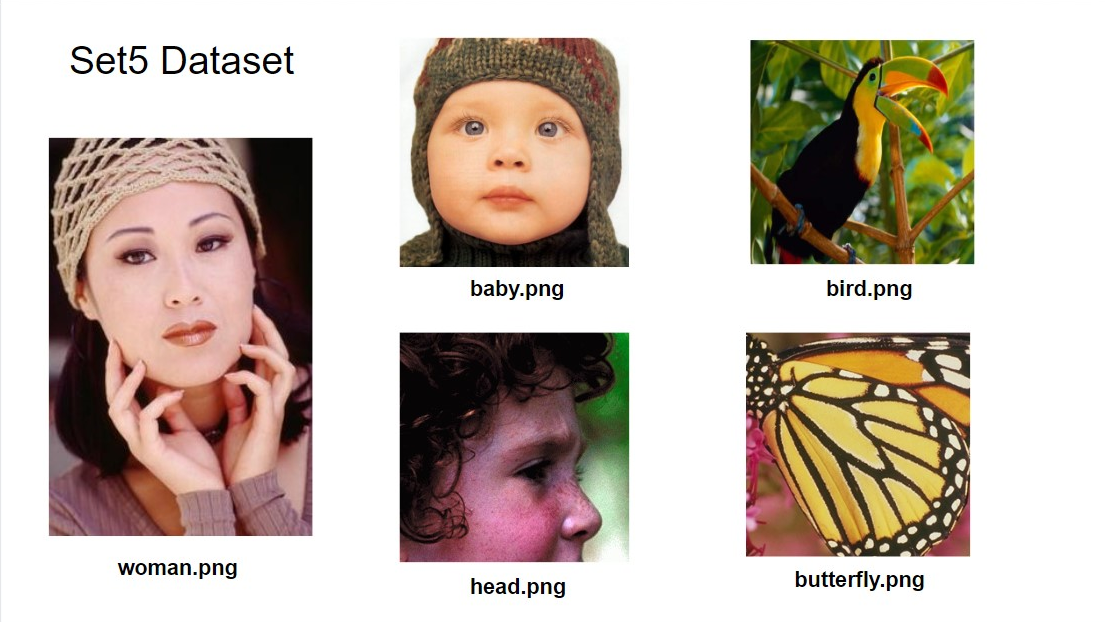 Set5 Dataset
baby.png
bird.png
woman.png
head.png
butterfly.png